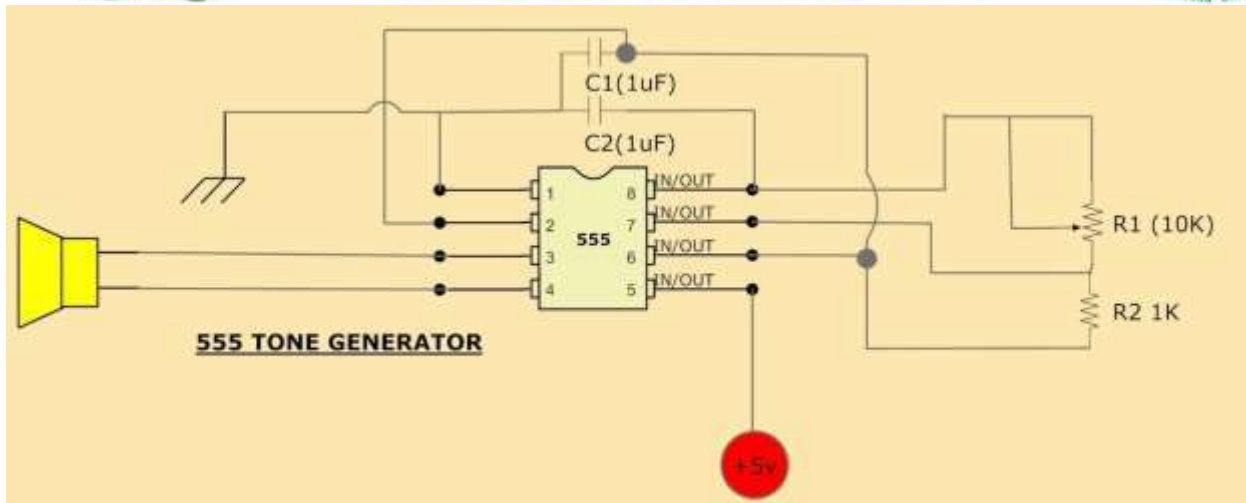 C1(1uF)
C2(1uF)
1
2
3
4
555
8
7
6
5
IN/OUT
IN/OUT
IN/OUT
IN/OUT
R1 (10K)
R2 1K
555 TONE GENERATOR
+5v